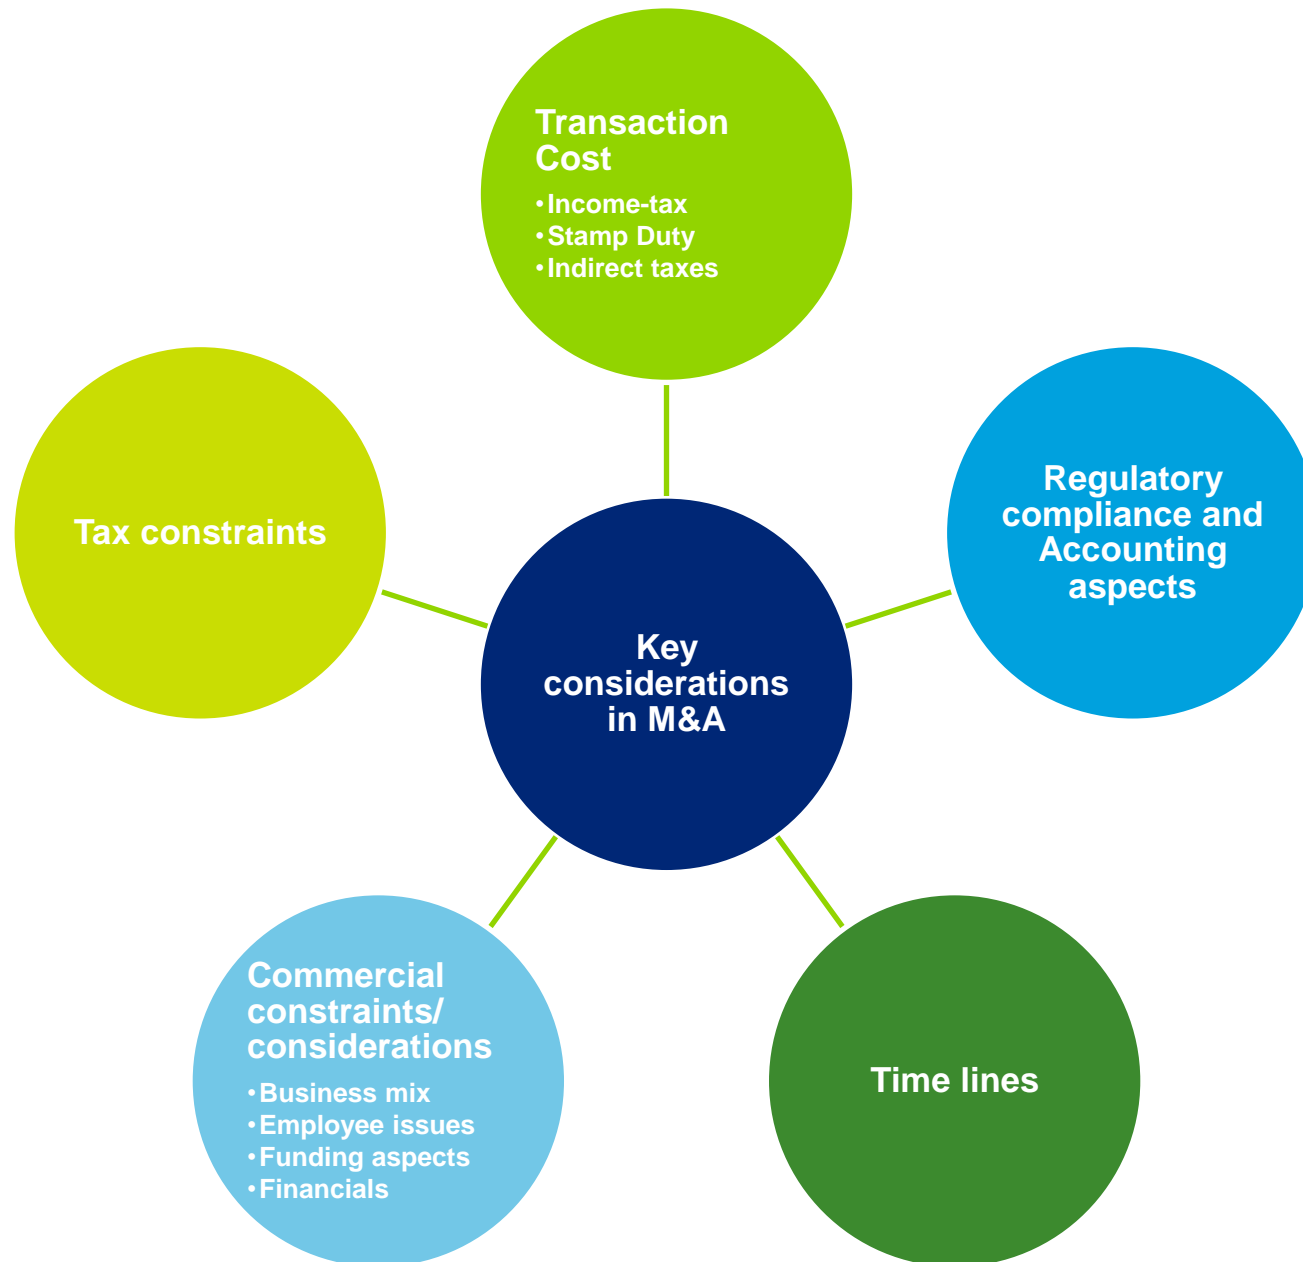 Transaction
Cost
•Income-tax
•Stamp Duty
•Indirect taxes
Regulatory
compliance and
Accounting
aspects
Tax constraints
Key
considerations
in M&A
Commercial
constraints/
considerations
•Business mix
•Employee issues
•Funding aspects
•Financials
Time lines